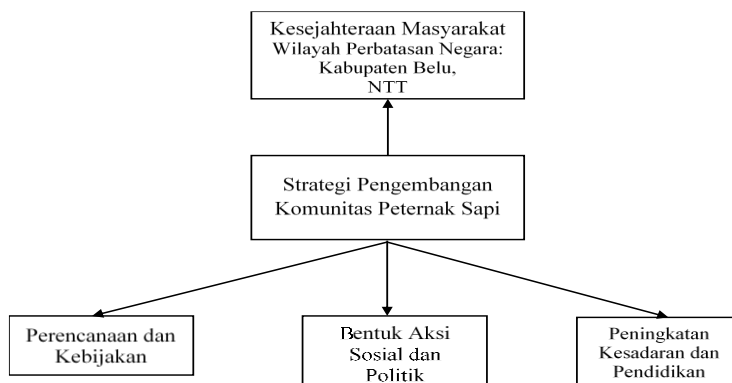 Kesejahteraan Masyarakat
Wilayah Perbatasan Negara:
Kabupaten Belu,
NTT
Strategi Pengembangan
Komunitas Peternak Sapi
Perencanaan dan
Kebijakan
Bentuk Aksi
Sosial dan
Politik
Peningkatan
Kesadaran dan
Pendidikan